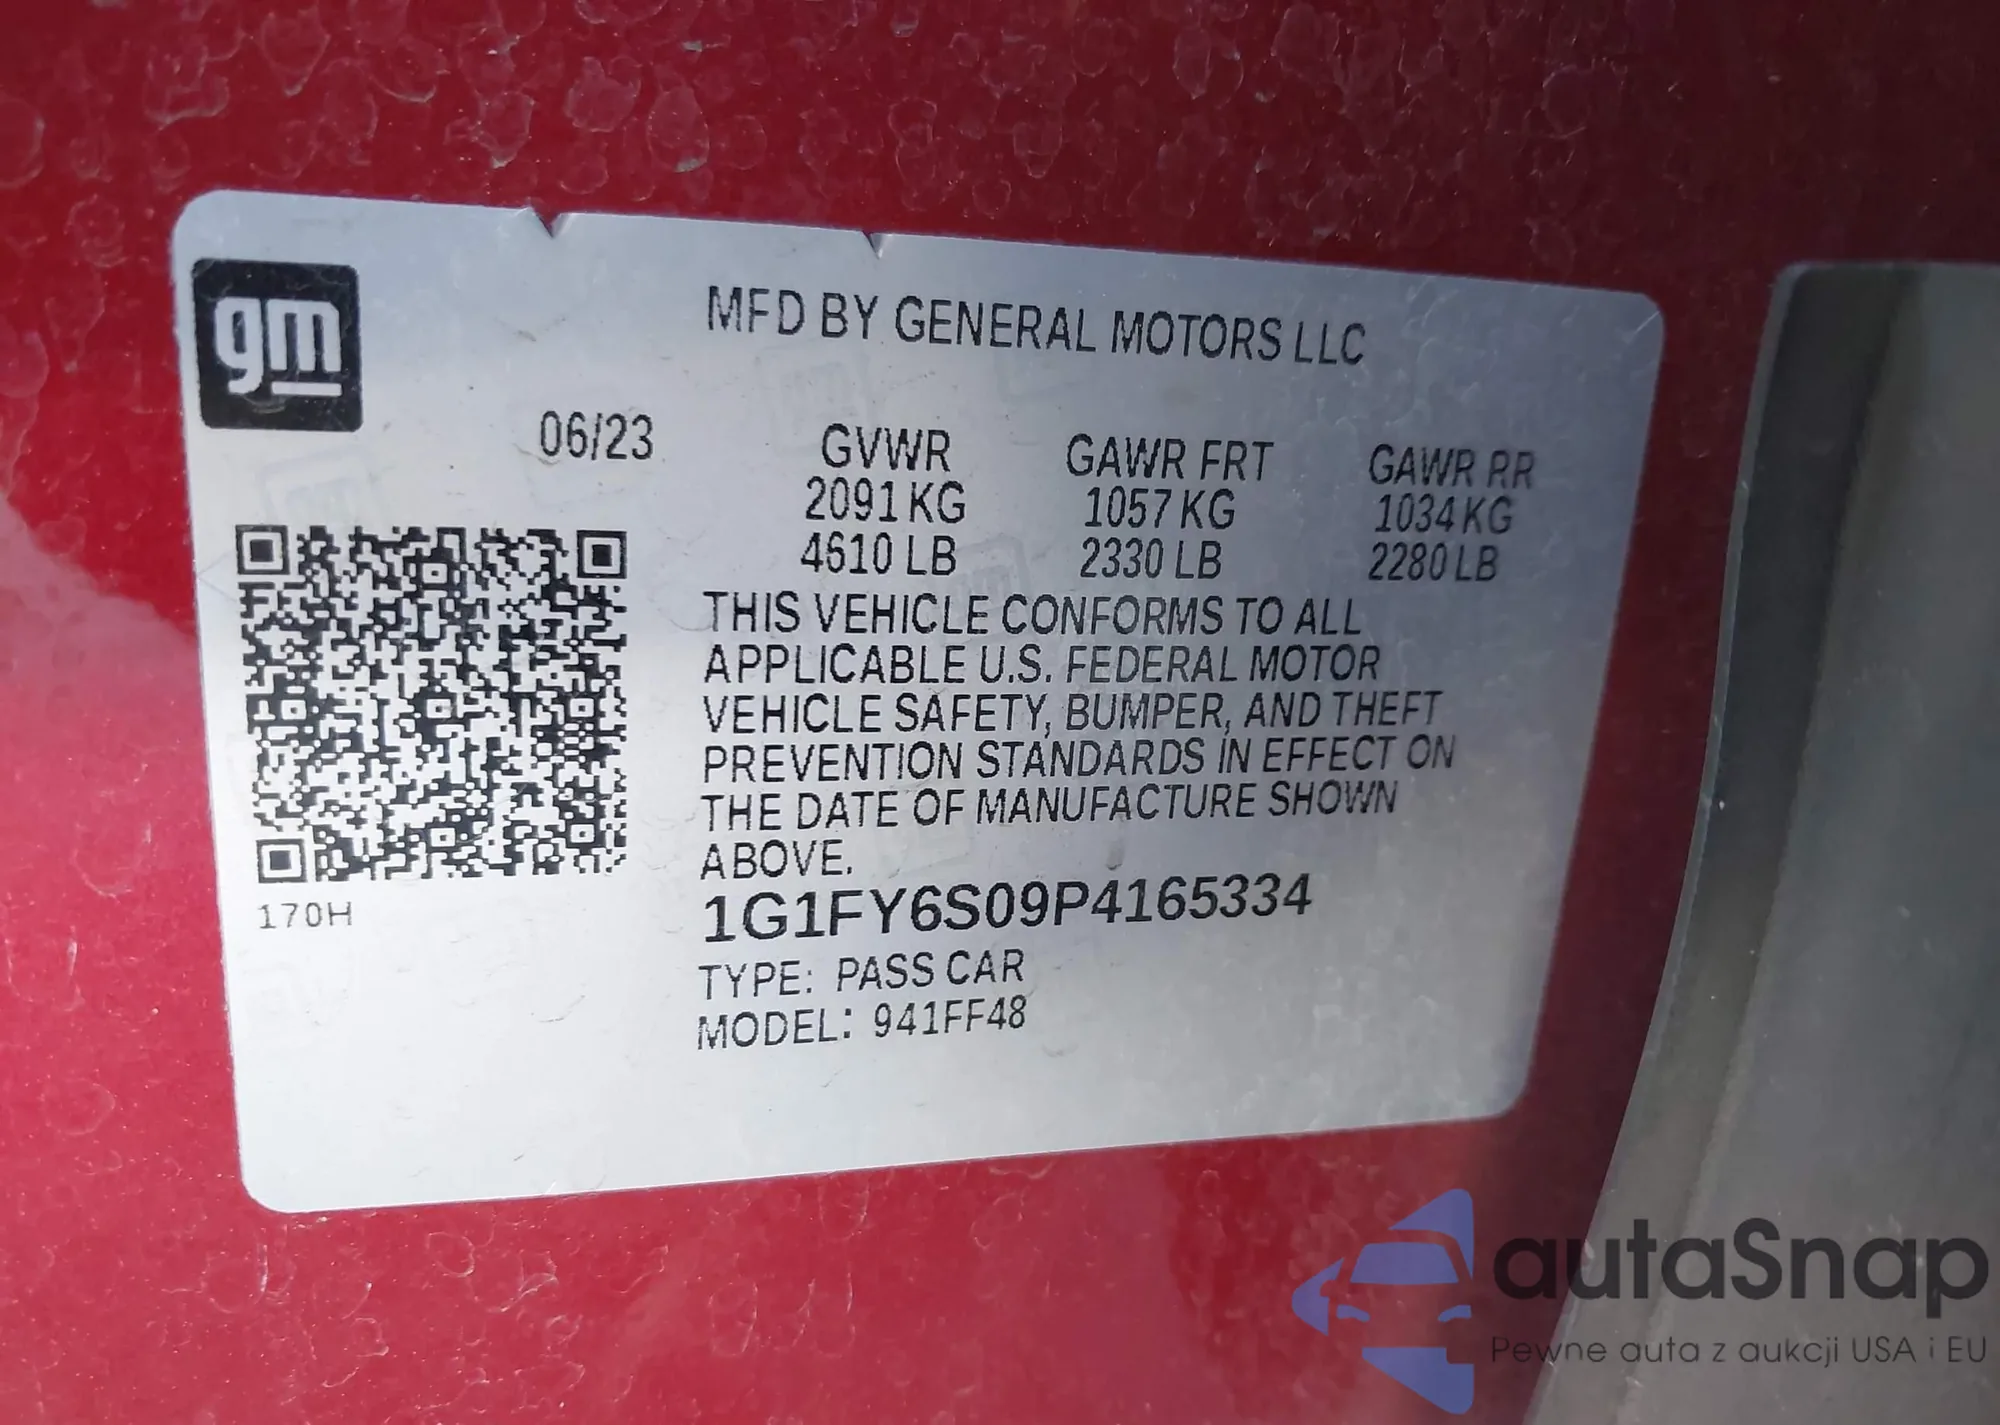 gm
MFD BY GENERAL MOTORS LLC
06/23
GVWR GAWR FRT GAWR RR
2091 KG 1057 KG 1034 KG
4610 LB 2330 LB 2280 LB
THIS VEHICLE CONFORMS TO ALL
APPLICABLE U.S. FEDERAL MOTOR
VEHICLE SAFETY, BUMPER, AND THEFT
PREVENTION STANDARDS IN EFFECT ON
THE DATE OF MANUFACTURE SHOWN
ABOVE.
170H
1G1FY6S09P4165334
TYPE: PASS CAR
MODEL: 941FF48
autaSnap
Pewne auta z aukcji USA i EU